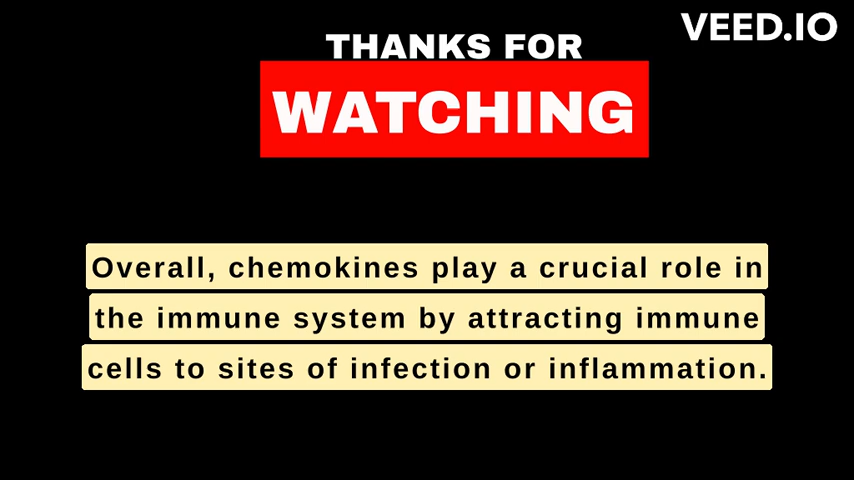 VEED.IO
THANKS FOR
WATCHING
Overall, chemokines play a crucial role in
the immune system by attracting immune
cells to sites of infection or inflammation.